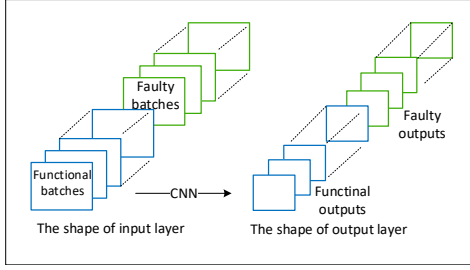 Faulty
batches
Faulty
outputs
Functional
batches
CNN
Functinal
outputs
The shape of input layer
The shape of output layer